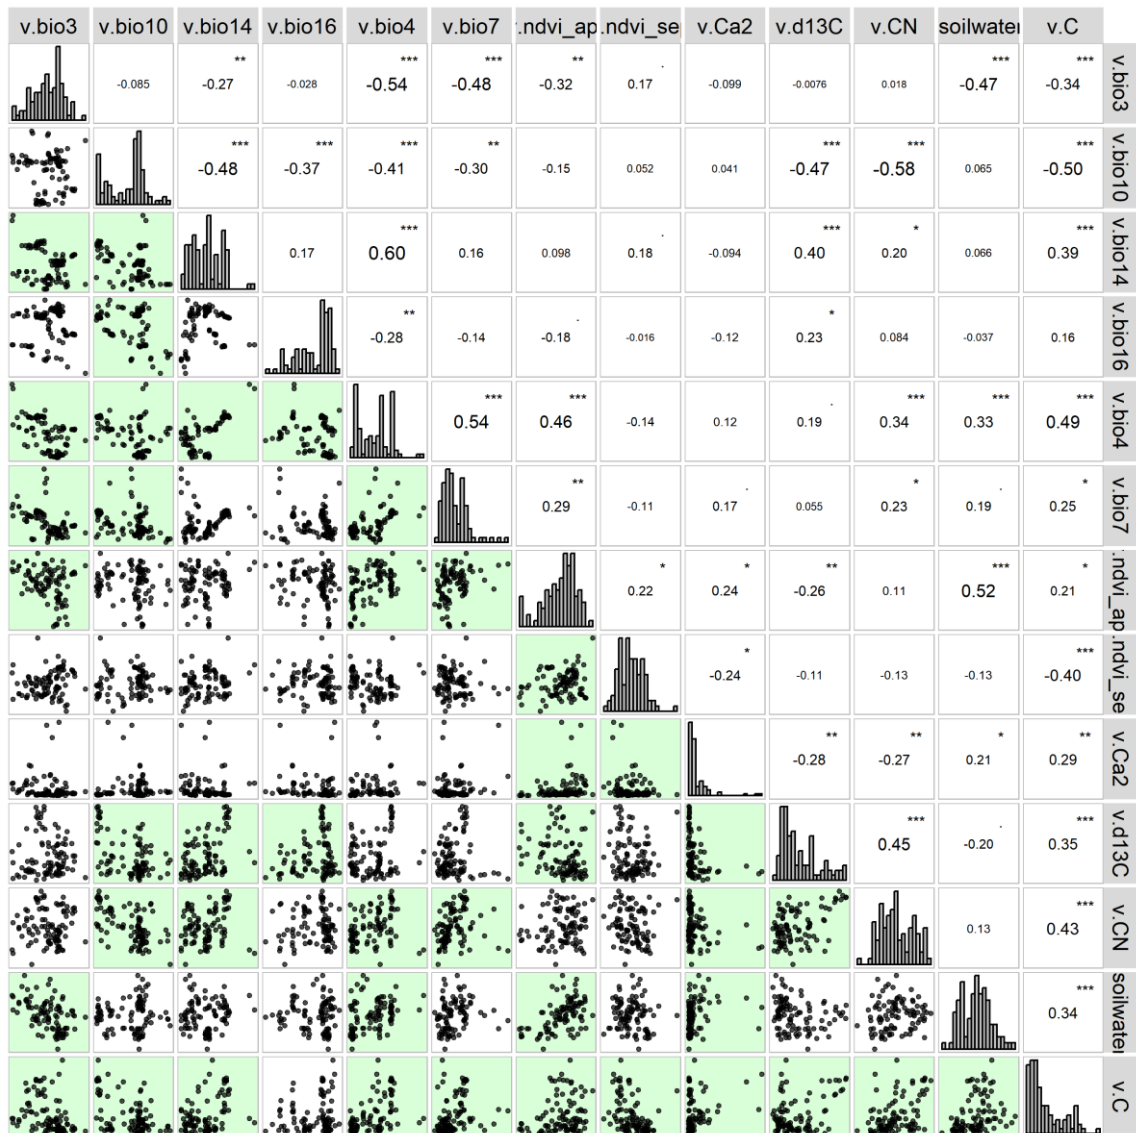 v.bio3 v.bio10 v.bio14 v.bio16 v.bio4 v.bio7 .ndvi_ap .ndvi_se v.Ca2 v.d13C v.CN soilwater v.C
** *** *** ** . *** ***
-0.085 -0.27 -0.028 -0.54 -0.48 -0.32 0.17 -0.099 -0.0076 0.018 -0.47 -0.34 v.bio3
*** *** *** ** *** *** ***
-0.48 -0.37 -0.41 -0.30 -0.15 0.052 0.041 -0.47 -0.58 0.065 -0.50 v.bio10
*** *** * ***
0.17 0.60 0.16 0.098 0.18 -0.094 0.40 0.20 0.066 0.39 v.bio14
** . *
-0.28 -0.14 -0.18 -0.016 -0.12 0.23 0.084 -0.037 0.16 v.bio16
*** *** . *** *** ***
0.54 0.46 -0.14 0.12 0.19 0.34 0.33 0.49 v.bio4
** . * . *
0.29 -0.11 0.17 0.055 0.23 0.19 0.25 v.bio7
* * ** *** *
0.22 0.24 -0.26 0.11 0.52 0.21 .ndvi_ap
* ***
-0.24 -0.11 -0.13 -0.13 -0.40 .ndvi_se
** ** * **
-0.28 -0.27 0.21 0.29 v.Ca2
*** . ***
0.45 -0.20 0.35 v.d13C
***
0.13 0.43 v.CN
***
0.34 soilwater
v.C